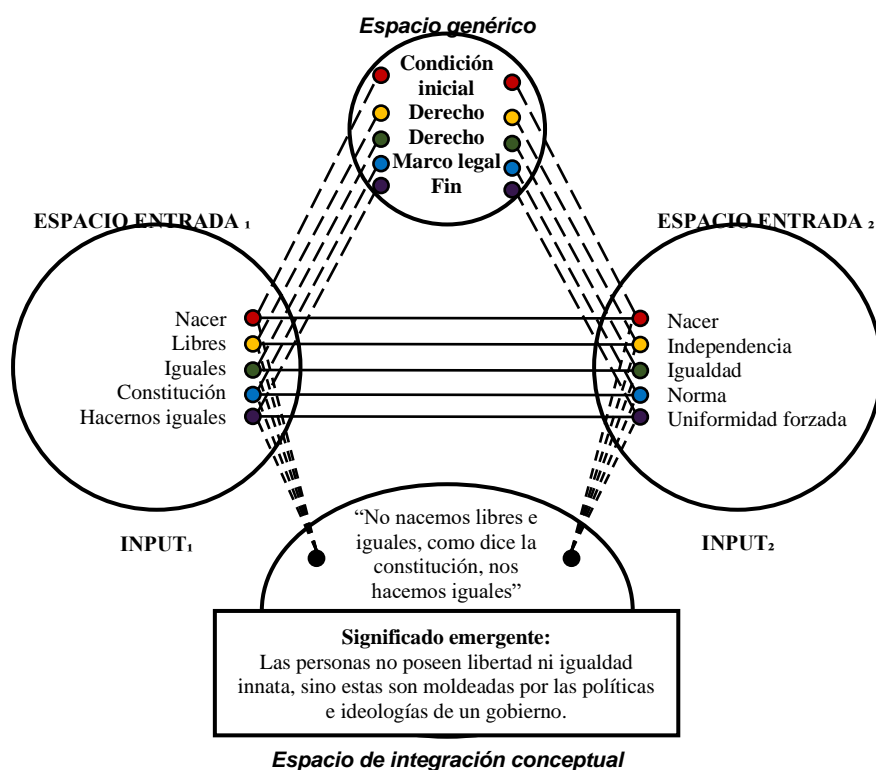 Espacio genérico
Condición
inicial
Derecho
Derecho
Marco legal
Fin
ESPACIO ENTRADA ₁
Nacer
Libres
Iguales
Constitución
Hacernos iguales
INPUT₁
ESPACIO ENTRADA ₂
Nacer
Independencia
Igualdad
Norma
Uniformidad forzada
INPUT₂
“No nacemos libres e
iguales, como dice la
constitución, nos
hacemos iguales”
Significado emergente:
Las personas no poseen libertad ni igualdad
innata, sino estas son moldeadas por las políticas
e ideologías de un gobierno.
Espacio de integración conceptual